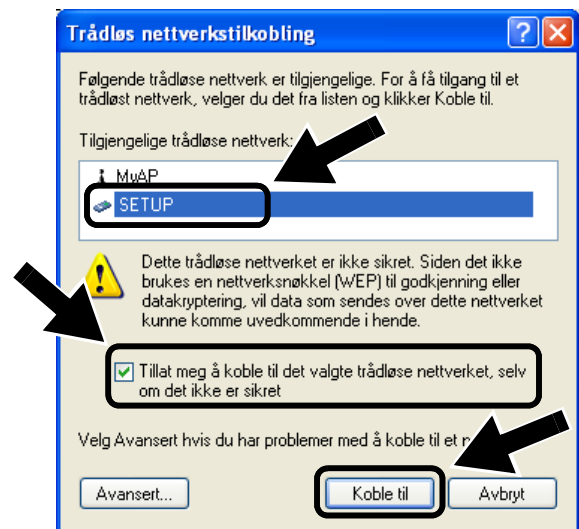 Trådløs nettverkstilkobling
Følgende trådløse nettverk er tilgjengelige. For å få tilgang til et
trådløst nettverk, velger du det fra listen og klikker Koble til.
Tilgjengelige trådløse nettverk:
MyAP
SETUP
Dette trådløse nettverket er ikke sikret. Siden det ikke
brukes en nettverksnøkkel (WEP) til godkjenning eller
datakryptering, vil data som sendes over dette nettverket
kunne komme uvedkommende i hende.
Tillat meg å koble til det valgte trådløse nettverket, selv
om det ikke er sikret
Velg Avansert hvis du har problemer med å koble til et
Avansert... Koble til Avbryt